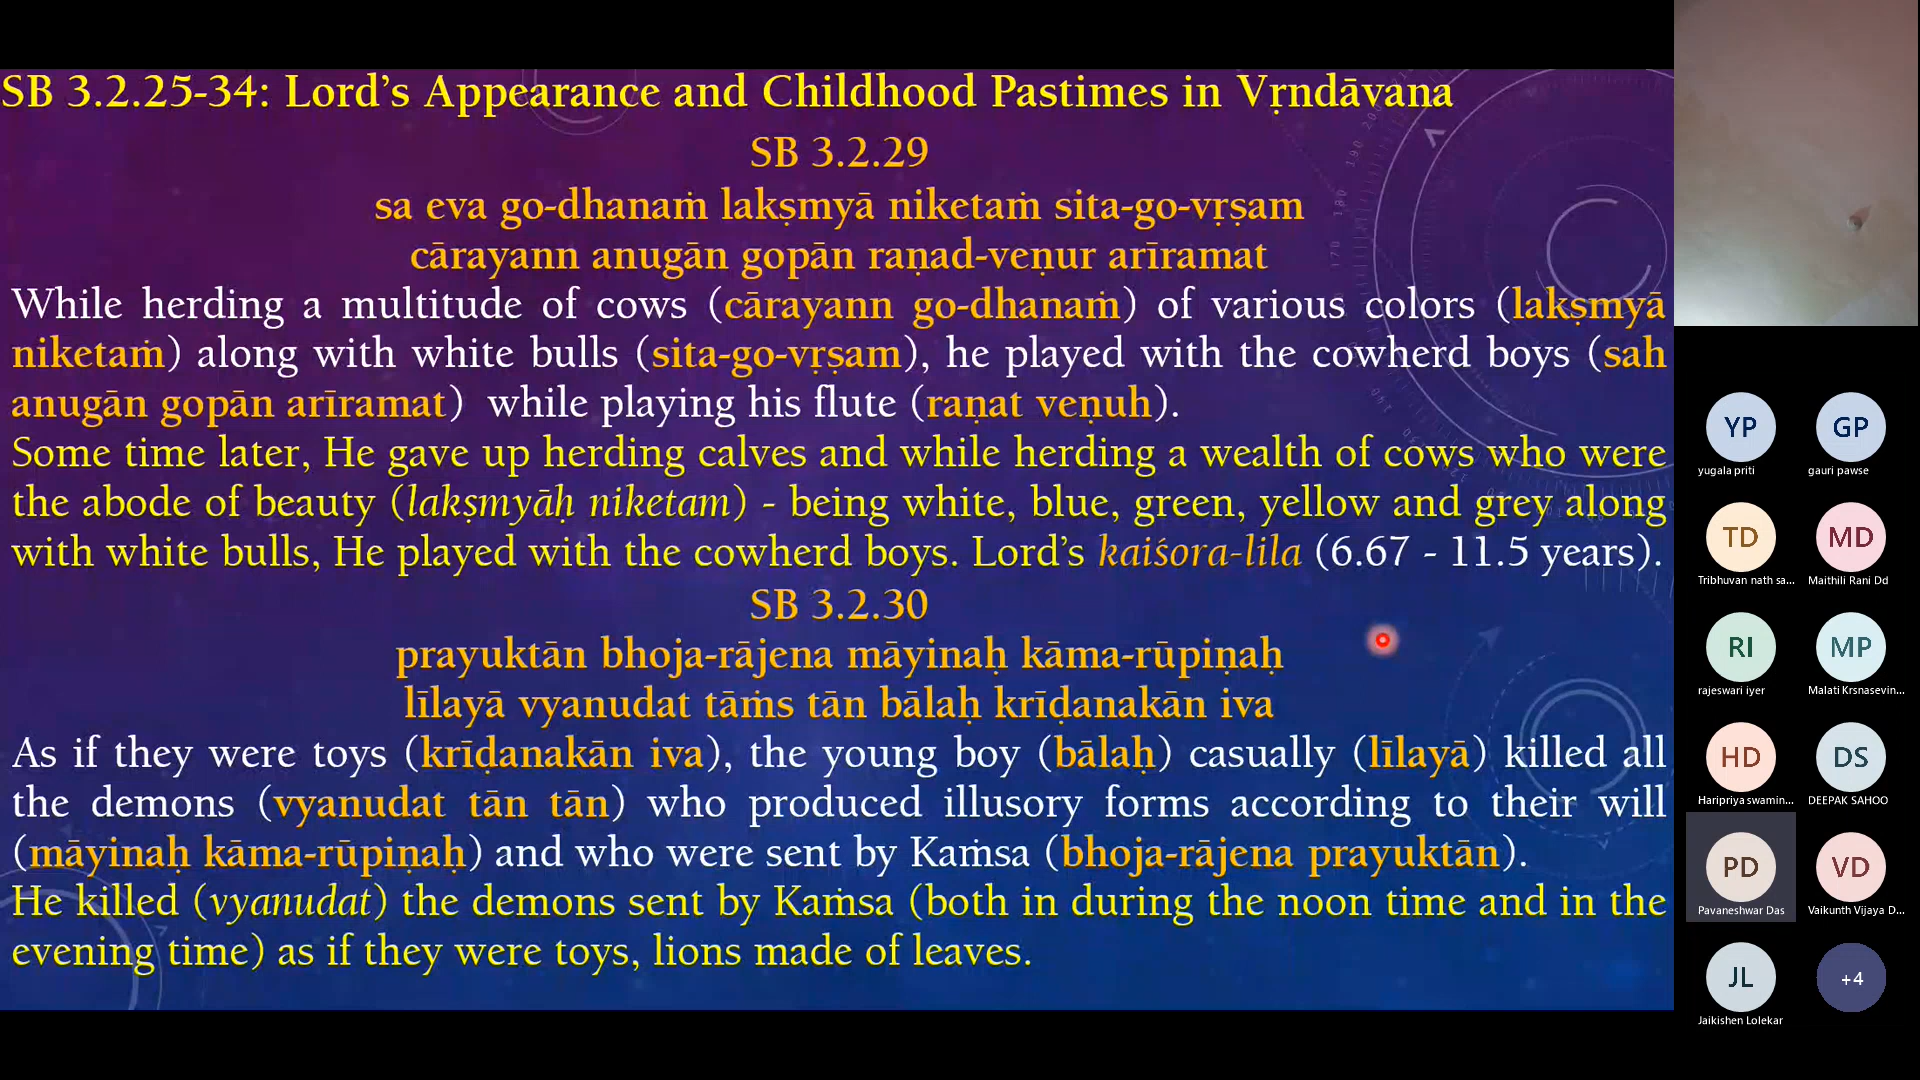 SB 3.2.25-34: Lord's Appearance and Childhood Pastimes in Vṛndāvana
SB 3.2.29
sa eva go-dhanaṁ lakṣmyā niketaṁ sita-go-vṛṣam
cārayann anugān gopān raṇad-veṇur arīramat
While herding a multitude of cows (cārayann go-dhanaṁ) of various colors (lakṣmyā
niketaṁ) along with white bulls (sita-go-vṛṣam), he played with the cowherd boys (sah
anugān gopān arīramat) while playing his flute (raṇat veṇuh).
Some time later, He gave up herding calves and while herding a wealth of cows who were
the abode of beauty (lakṣmyāḥ niketam) - being white, blue, green, yellow and grey along
with white bulls, He played with the cowherd boys. Lord's kaiśora-lila (6.67 - 11.5 years).
SB 3.2.30
prayuktān bhoja-rājena māyinaḥ kāma-rūpiṇaḥ
līlayā vyanudat tāṁs tān bālaḥ krīḍanakān iva
As if they were toys (krīḍanakān iva), the young boy (bālaḥ) casually (līlayā) killed all
the demons (vyanudat tān tān) who produced illusory forms according to their will
(māyinaḥ kāma-rūpiṇaḥ) and who were sent by Kaṁsa (bhoja-rājena prayuktān).
He killed (vyanudat) the demons sent by Kaṁsa (both in during the noon time and in the
evening time) as if they were toys, lions made of leaves.
YP GP
yugala priti gauri pawse
TD MD
Tribhuvan nath sa... Maithili Rani Dd
RI MP
rajeswari iyer Malati Krsnasevin...
HD DS
Haripriya swamin... DEEPAK SAHOO
PD VD
Pavaneshwar Das Vaikunth Vijaya D...
JL +4
Jaikishen Lolekar